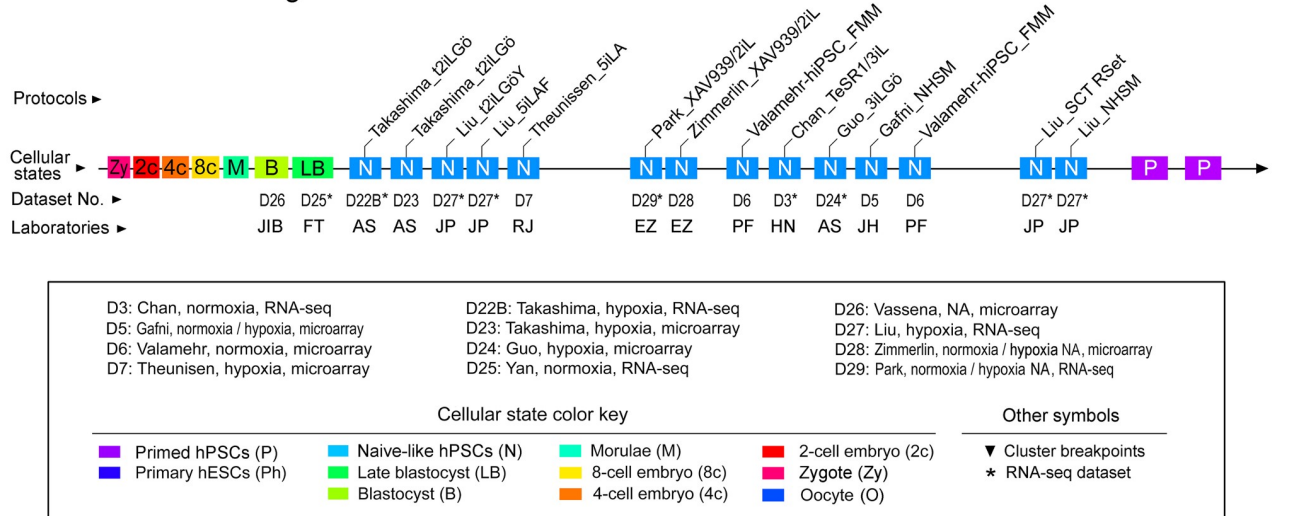 Takashima_t2iLGö
Takashima_t2iLGö
Liu_t2iLGöY
Liu_5iLAF
Theunissen_5iLA
Park_XAV939/2iL
Zimmerlin_XAV939/2iL
Valamehr-hiPSC_FMM
Chan_TeSR1/3iL
Guo_3iLGö
Gafni_NHSM
Valamehr-hiPSC_FMM
Liu_SCT RSet
Liu_NHSM
Protocols ►
Cellular states ► Zy 2c 4c 8c M B LB N N N N N N N N N N N N N N P P
Dataset No. ► D26 D25* D22B* D23 D27* D27* D7 D29* D28 D6 D3* D24* D5 D6 D27* D27*
Laboratories ► JIB FT AS AS JP JP RJ EZ EZ PF HN AS JH PF JP JP
D3: Chan, normoxia, RNA-seq
D5: Gafni, normoxia / hypoxia, microarray
D6: Valamehr, normoxia, microarray
D7: Theunisen, hypoxia, microarray
D22B: Takashima, hypoxia, RNA-seq
D23: Takashima, hypoxia, microarray
D24: Guo, hypoxia, microarray
D25: Yan, normoxia, RNA-seq
D26: Vassena, NA, microarray
D27: Liu, hypoxia, RNA-seq
D28: Zimmerlin, normoxia / hypoxia NA, microarray
D29: Park, normoxia / hypoxia NA, RNA-seq
Cellular state color key
Primed hPSCs (P)
Primary hESCs (Ph)
Naive-like hPSCs (N)
Late blastocyst (LB)
Blastocyst (B)
Morulae (M)
8-cell embryo (8c)
4-cell embryo (4c)
2-cell embryo (2c)
Zygote (Zy)
Oocyte (O)
Other symbols
▼ Cluster breakpoints
* RNA-seq dataset